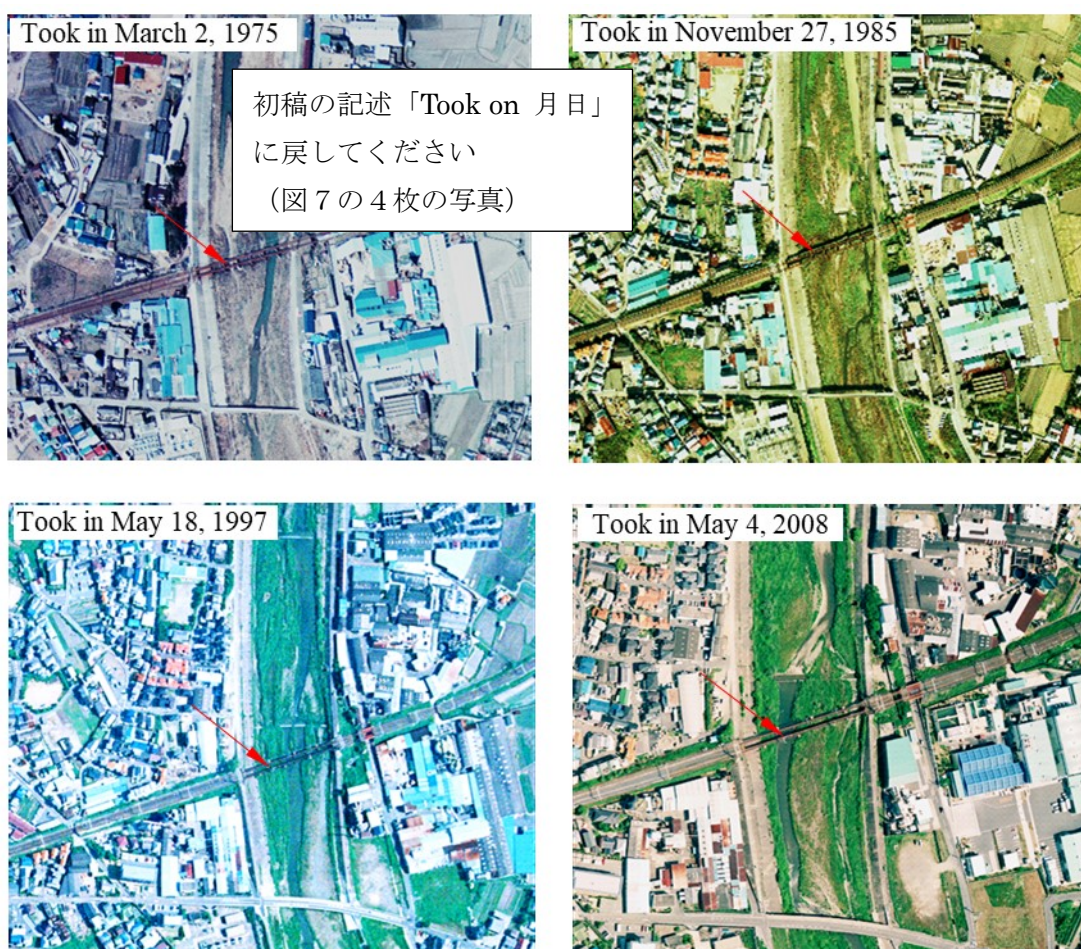 Took in March 2, 1975
Took in November 27, 1985
初稿の記述「Took on 月日」
に戻してください
（図７の４枚の写真）
Took in May 18, 1997
Took in May 4, 2008